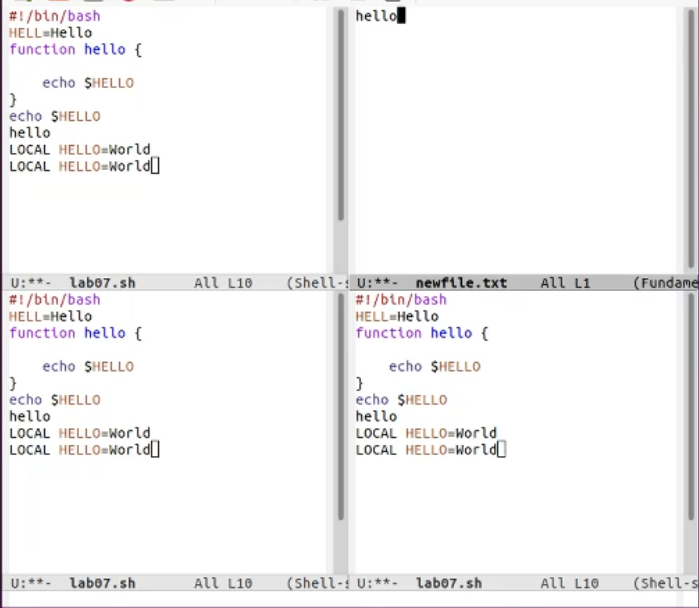 #!/bin/bash
HELL=Hello
function hello {
echo $HELLO
}
echo $HELLO
hello
LOCAL HELLO=World
LOCAL HELLO=World
U:**- lab07.sh All L10 (Shell-s
hello
U:**- newfile.txt All L1 (Fundame
#!/bin/bash
HELL=Hello
function hello {
echo $HELLO
}
echo $HELLO
hello
LOCAL HELLO=World
LOCAL HELLO=World
U:**- lab07.sh All L10 (Shell-s
#!/bin/bash
HELL=Hello
function hello {
echo $HELLO
}
echo $HELLO
hello
LOCAL HELLO=World
LOCAL HELLO=World
U:**- lab07.sh All L10 (Shell-s